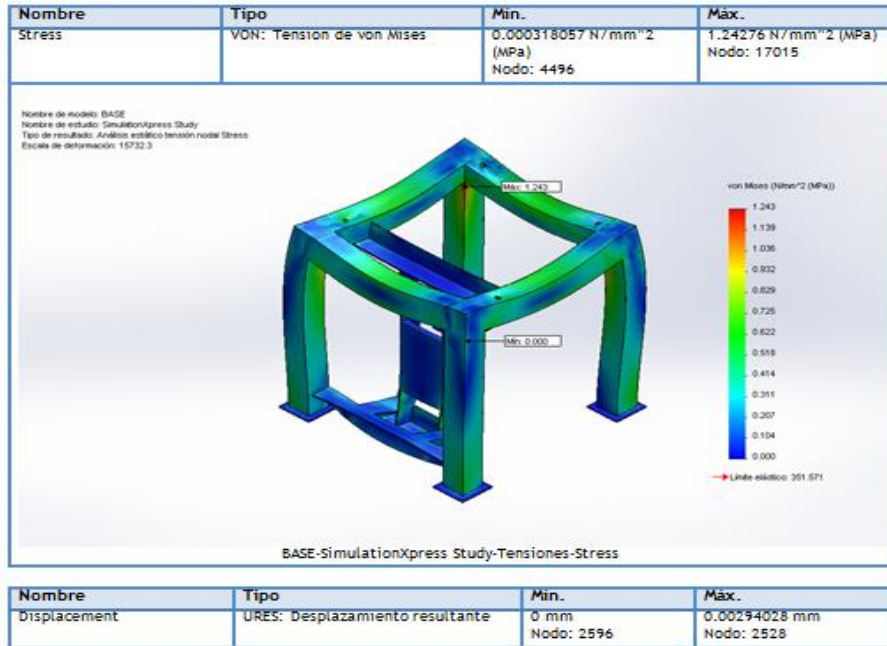 Nombre Tipo Mín. Máx.
Stress VON: Tensión de von Mises 0.000318057 N/mm^2 (MPa) Nodo: 4496 1.24276 N/mm^2 (MPa) Nodo: 17015
Nombre de modelo: BASE
Nombre de estudio: SimulationXpress Study
Tipo de resultado: Análisis estático tensión nodal Stress
Escala de deformación: 15732.3
Máx: 1.243
Mín: 0.000
von Mises (N/mm^2 (MPa))
1.243
1.139
1.036
0.932
0.829
0.725
0.622
0.518
0.414
0.311
0.207
0.104
0.000
Límite elástico: 351.571
BASE-SimulationXpress Study-Tensiones-Stress
Nombre Tipo Mín. Máx.
Displacement URES: Desplazamiento resultante 0 mm Nodo: 2596 0.00294028 mm Nodo: 2528